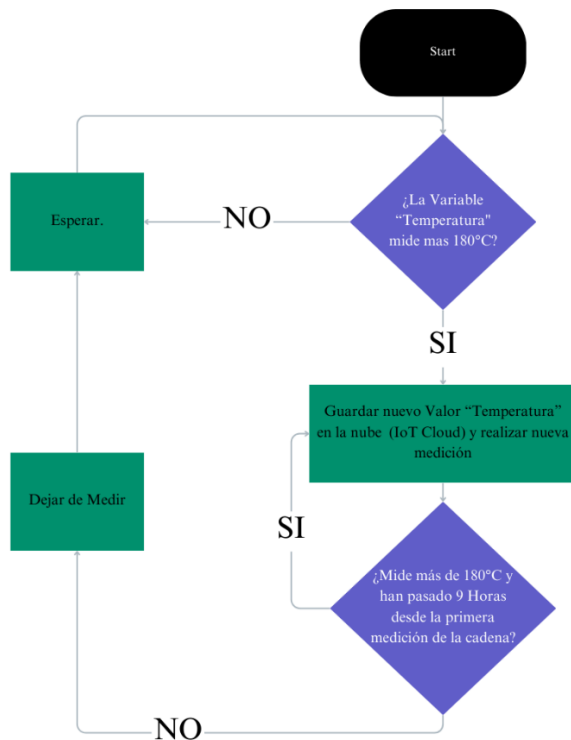 Start
¿La Variable
“Temperatura"
mide mas 180°C?
NO
Esperar.
SI
Guardar nuevo Valor “Temperatura”
en la nube (IoT Cloud) y realizar nueva
medición
Dejar de Medir
SI
¿Mide más de 180°C y
han pasado 9 Horas
desde la primera
medición de la cadena?
NO